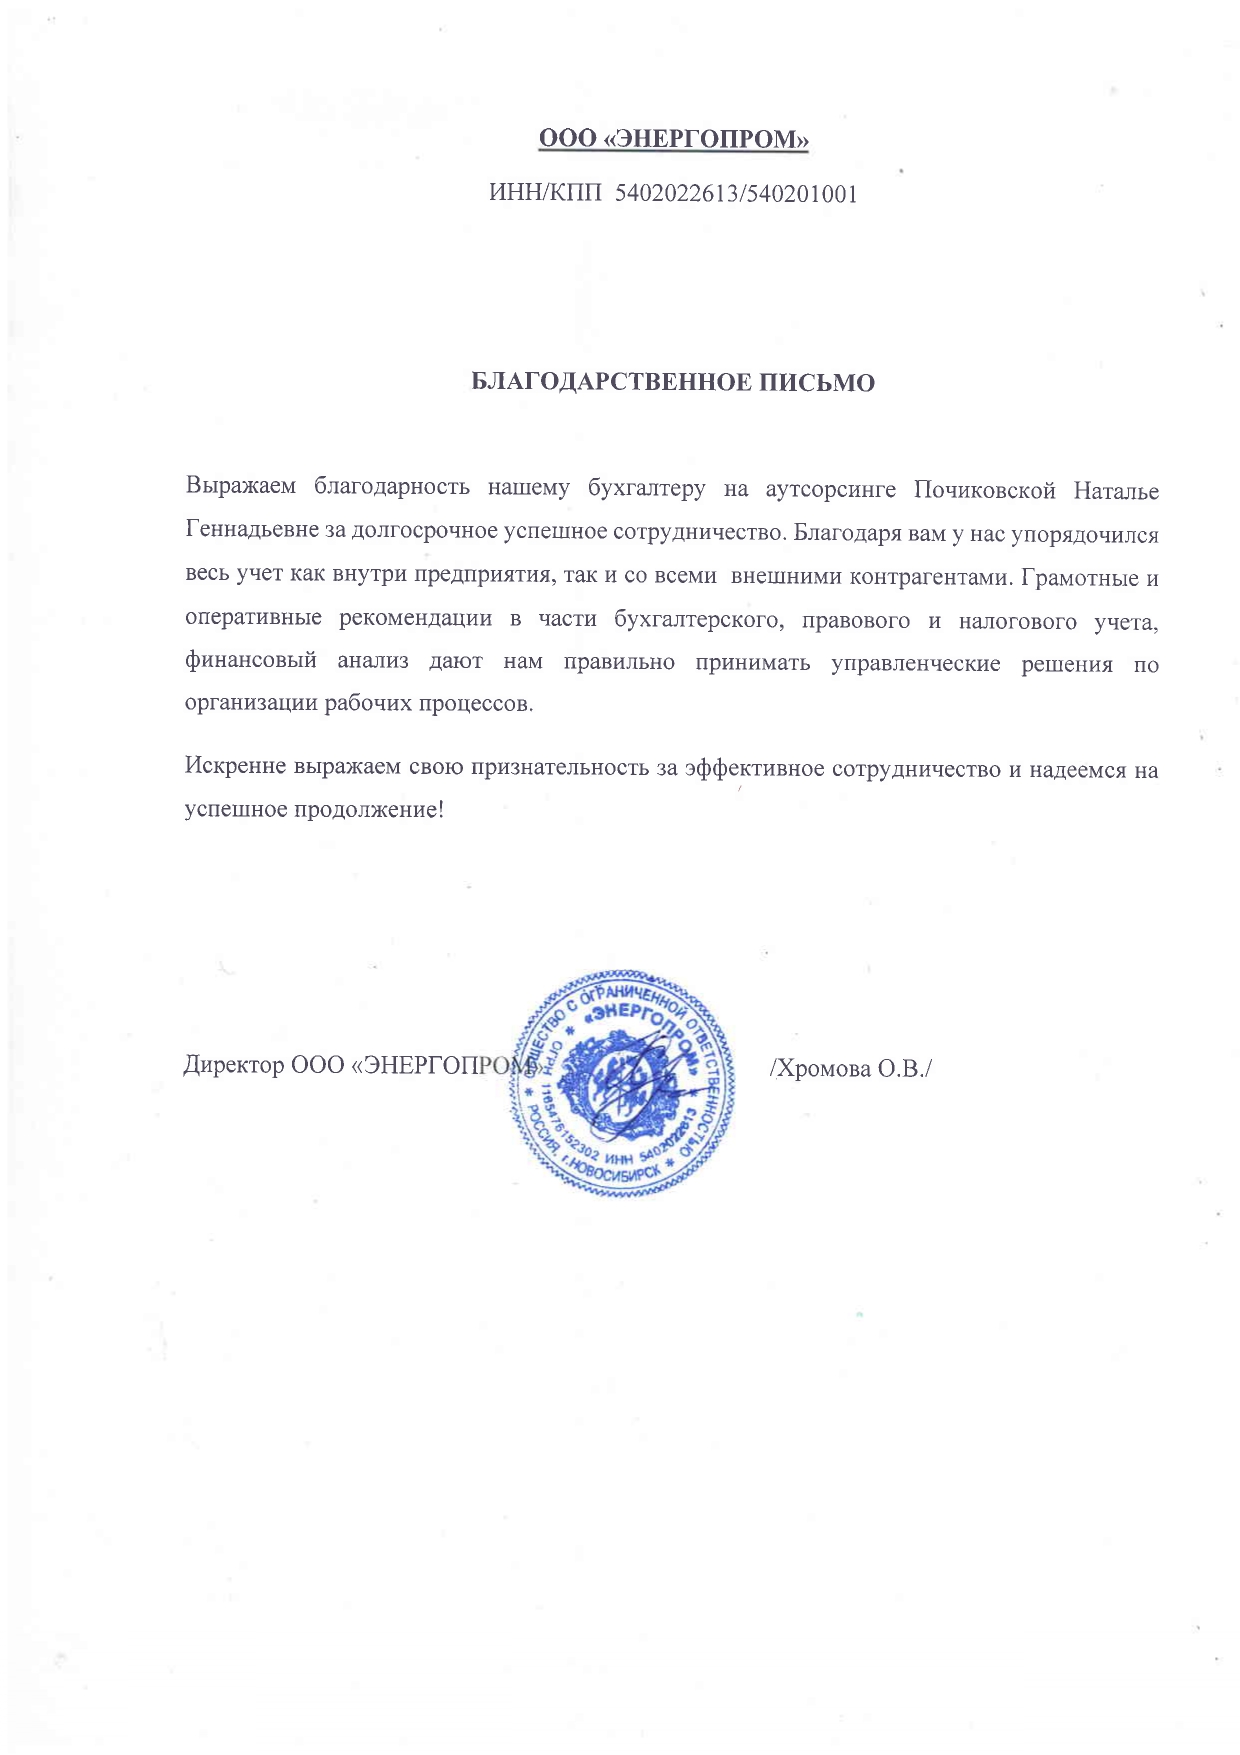 ООО «ЭНЕРГОПРОМ»
ИНН/КПП 5402022613/540201001
БЛАГОДАРСТВЕННОЕ ПИСЬМО
Выражаем благодарность нашему бухгалтеру на аутсорсинге Почиковской Наталье
Геннадьевне за долгосрочное успешное сотрудничество. Благодаря вам у нас упорядочился
весь учет как внутри предприятия, так и со всеми внешними контрагентами. Грамотные и
оперативные рекомендации в части бухгалтерского, правового и налогового учета,
финансовый анализ дают нам правильно принимать управленческие решения по
организации рабочих процессов.
Искренне выражаем свою признательность за эффективное сотрудничество и надеемся на
успешное продолжение!
Директор ООО «ЭНЕРГОПРОМ» /Хромова О.В./
ОБЩЕСТВО С ОГРАНИЧЕННОЙ ОТВЕТСТВЕННОСТЬЮ
«ЭНЕРГОПРОМ»
ОГРН 1165476152302 ИНН 5402022613
РОССИЯ, г.НОВОСИБИРСК